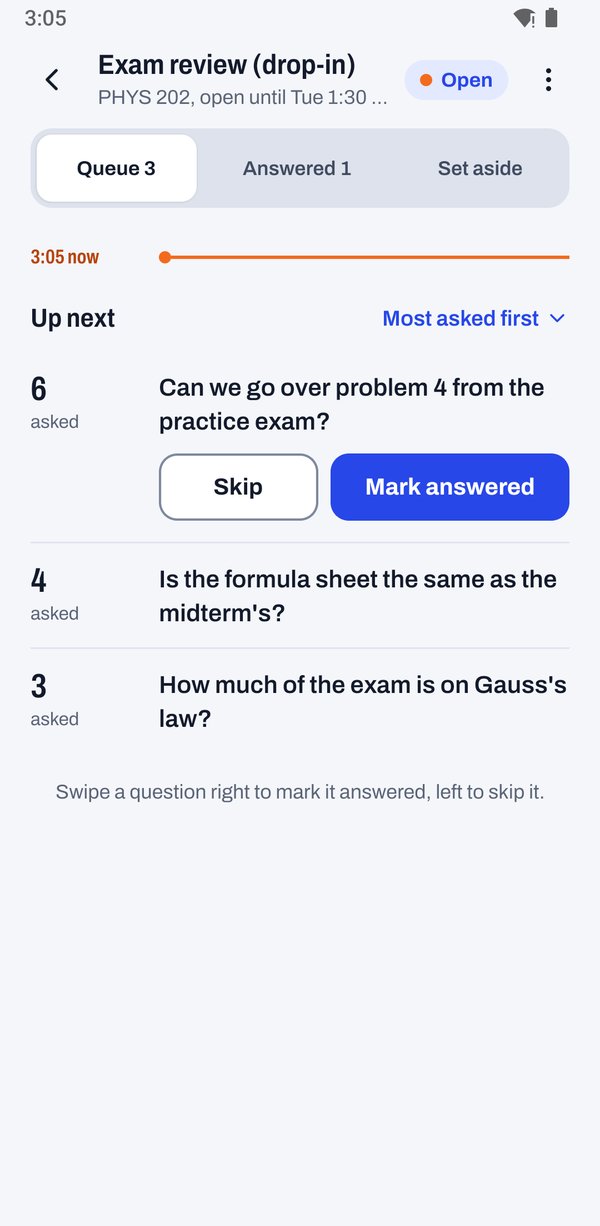 3:05
Exam review (drop-in)
PHYS 202, open until Tue 1:30 ...
Open
Queue 3
Answered 1
Set aside
3:05 now
Up next
Most asked first
6
asked
Can we go over problem 4 from the
practice exam?
Skip
Mark answered
4
asked
Is the formula sheet the same as the
midterm's?
3
asked
How much of the exam is on Gauss's
law?
Swipe a question right to mark it answered, left to skip it.